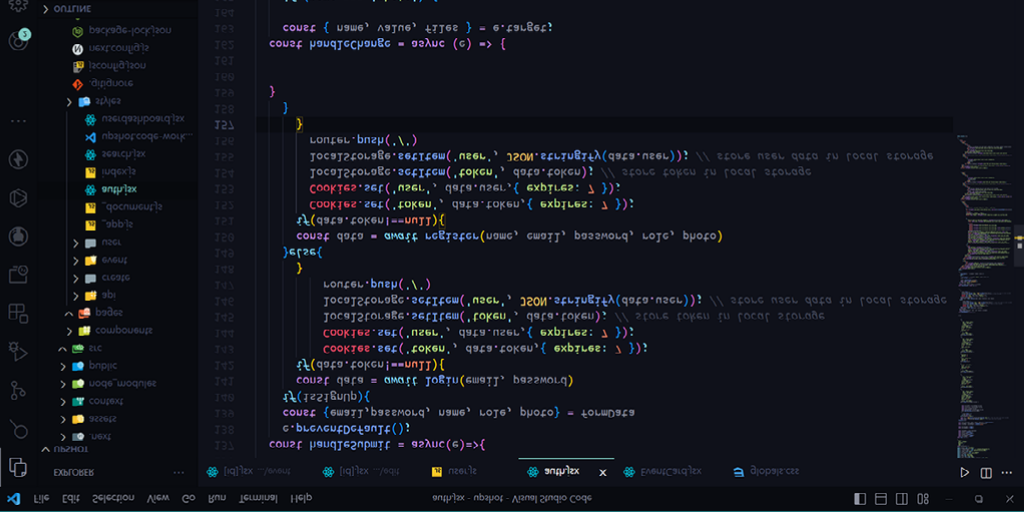 File Edit Selection View Go Run Terminal Help
auth.jsx - upshot - Visual Studio Code
EXPLORER ...
[id].jsx .../event
[id].jsx .../edit
user.js
auth.jsx X
EventCard.jsx
globals.css
UPSHOT
.next
assets
context
node_modules
public
src
components
pages
api
create
event
user
_app.js
_document.js
auth.jsx
index.js
search.jsx
upshot.code-work...
userdashboard.jsx
styles
.gitignore
jsconfig.json
next.config.js
package-lock.json
OUTLINE
2
137 const handleSubmit = async(e)=>{
138 e.preventDefault();
139 const {email,password, name, role, photo} = formData
140 if(isSignUp){
141 const data = await login(email, password)
142 if(data.token!==null){
143 Cookies.set('token', data.token,{ expires: 7 });
144 Cookies.set('user', data.user,{ expires: 7 });
145 localStorage.setItem('token', data.token); // store token in local storage
146 localStorage.setItem('user', JSON.stringify(data.user)); // store user data in local storage
147 router.push('/')
148 }
149 }else{
150 const data = await register(name, email, password, role, photo)
151 if(data.token!==null){
152 Cookies.set('token', data.token,{ expires: 7 });
153 Cookies.set('user', data.user,{ expires: 7 });
154 localStorage.setItem('token', data.token); // store token in local storage
155 localStorage.setItem('user', JSON.stringify(data.user)); // store user data in local storage
156 router.push('/')
157 }
158 }
159 }
160
161
162 const handleChange = async (e) => {
163 const { name, value, files } = e.target;
164